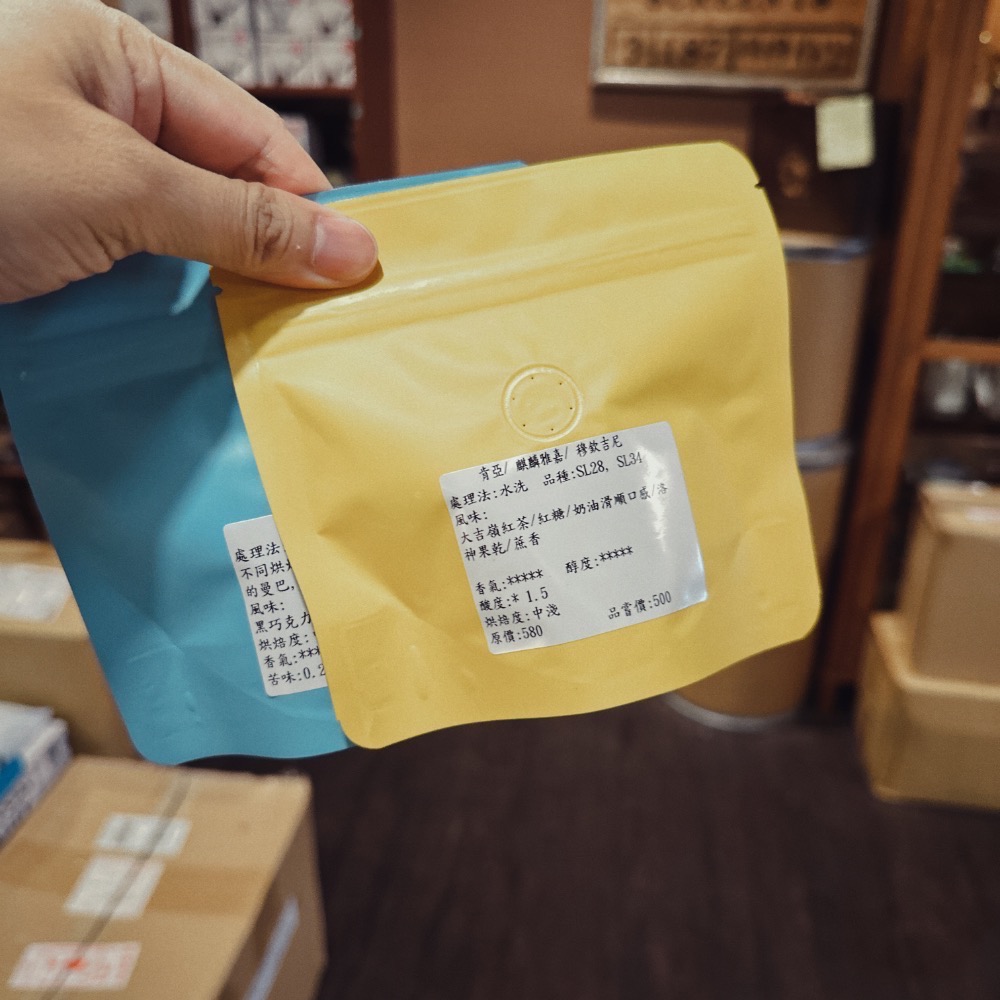 肯亞/ 麒麟雅嘉/ 穆欽吉尼
處理法:水洗 品種:SL28, SL34
風味:
大吉嶺紅茶/紅糖/奶油滑順口感/洛
神果乾/蔗香
香氣:***** 醇度:*****
酸度:* 1.5
烘焙度:中淺 品嘗價:500
原價:580
處理法:
不同烘
的曼巴,
風味:
黑巧克力
烘焙度:
香氣:***
苦味:0.2